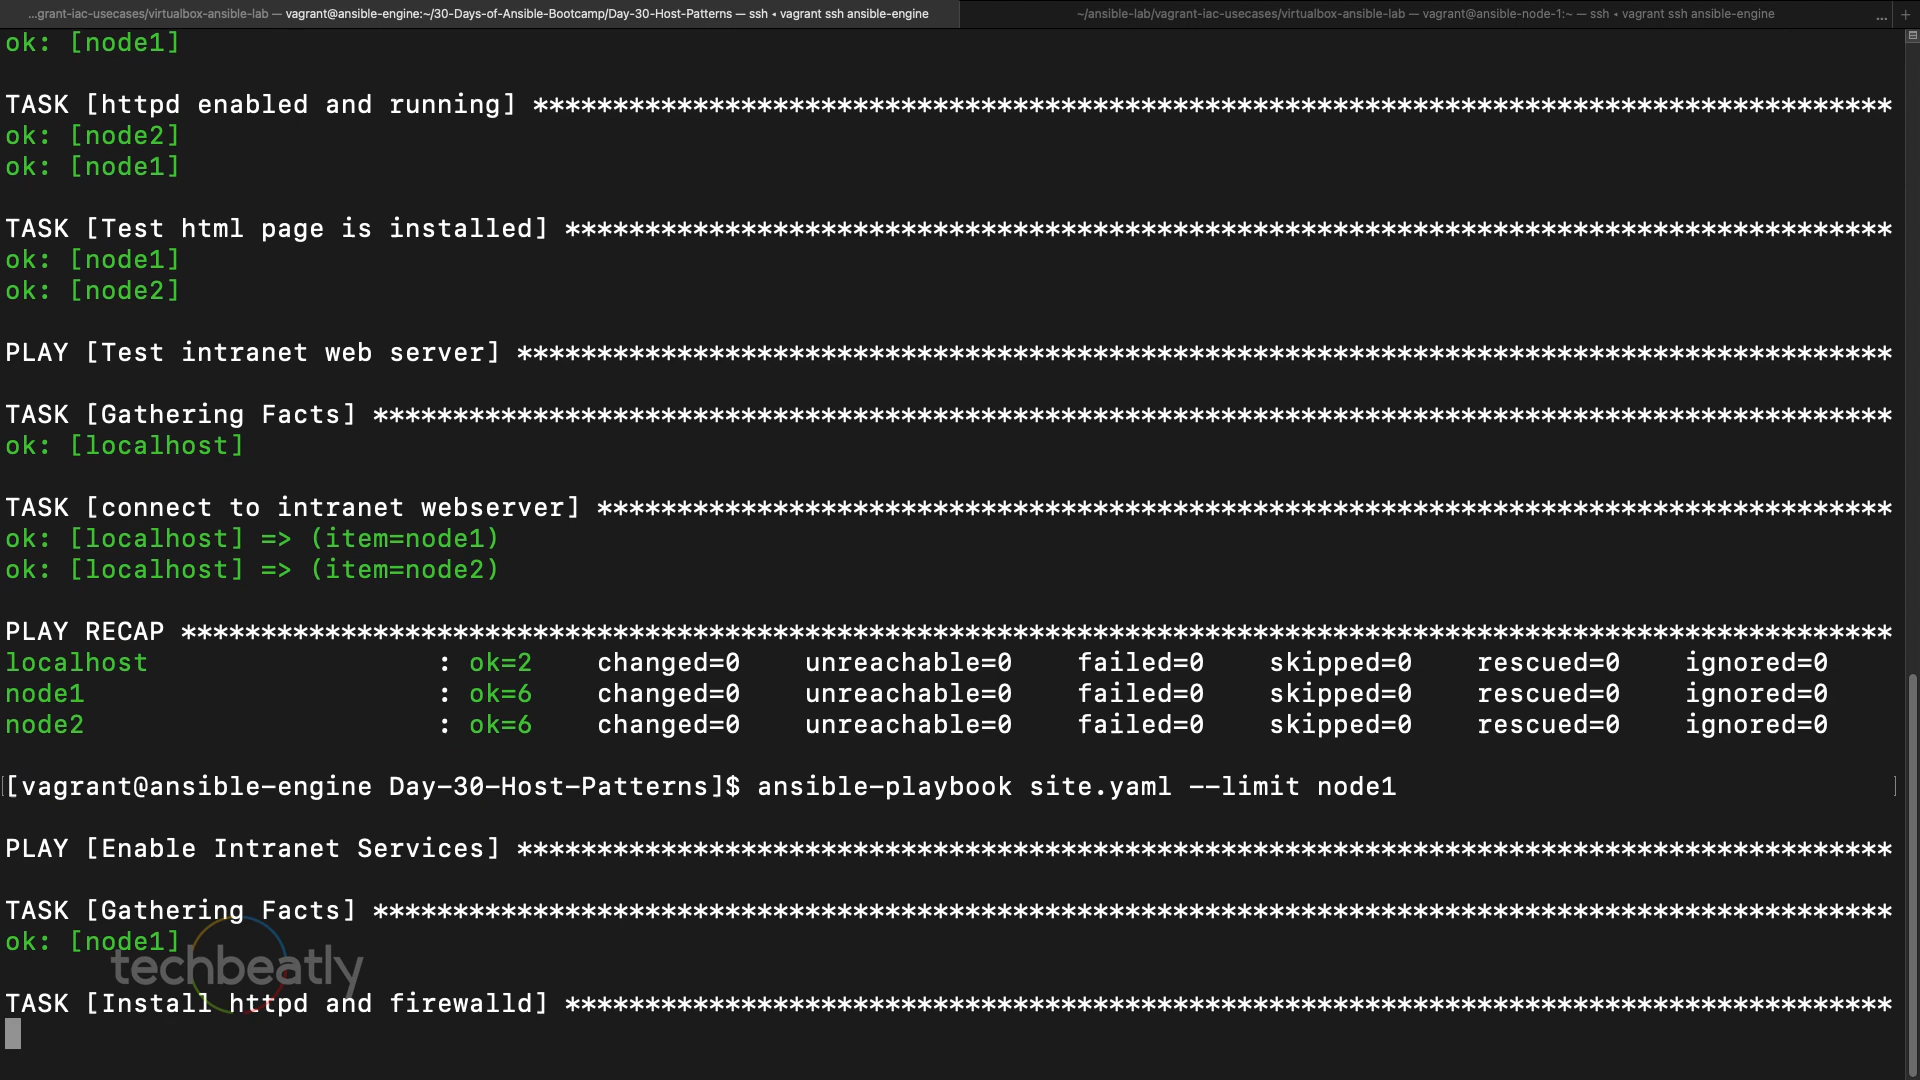 ...grant-iac-usecases/virtualbox-ansible-lab — vagrant@ansible-engine:~/30-Days-of-Ansible-Bootcamp/Day-30-Host-Patterns — ssh ◂ vagrant ssh ansible-engine
~/ansible-lab/vagrant-iac-usecases/virtualbox-ansible-lab — vagrant@ansible-node-1:~ — ssh ◂ vagrant ssh ansible-engine ... +
ok: [node1]
TASK [httpd enabled and running] *************************************************************************************
ok: [node2]
ok: [node1]
TASK [Test html page is installed] ***********************************************************************************
ok: [node1]
ok: [node2]
PLAY [Test intranet web server] **************************************************************************************
TASK [Gathering Facts] ***********************************************************************************************
ok: [localhost]
TASK [connect to intranet webserver] *********************************************************************************
ok: [localhost] => (item=node1)
ok: [localhost] => (item=node2)
PLAY RECAP ***********************************************************************************************************
localhost                  : ok=2    changed=0    unreachable=0    failed=0    skipped=0    rescued=0    ignored=0
node1                      : ok=6    changed=0    unreachable=0    failed=0    skipped=0    rescued=0    ignored=0
node2                      : ok=6    changed=0    unreachable=0    failed=0    skipped=0    rescued=0    ignored=0
[vagrant@ansible-engine Day-30-Host-Patterns]$ ansible-playbook site.yaml --limit node1
PLAY [Enable Intranet Services] **************************************************************************************
TASK [Gathering Facts] ***********************************************************************************************
ok: [node1]
techbeatly
TASK [Install httpd and firewalld] ***********************************************************************************